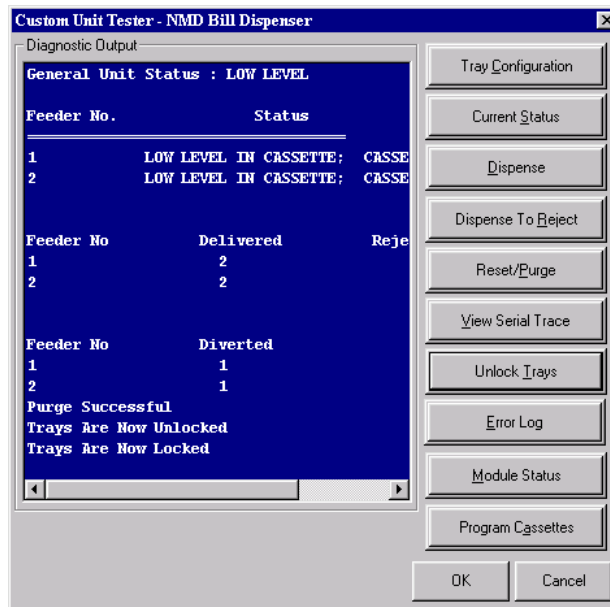 Custom Unit Tester - NMD Bill Dispenser
Diagnostic Output
General Unit Status : LOW LEVEL
Feeder No. Status
1 LOW LEVEL IN CASSETTE; CASSE
2 LOW LEVEL IN CASSETTE; CASSE
Feeder No Delivered Reje
1 2
2 2
Feeder No Diverted
1 1
2 1
Purge Successful
Trays Are Now Unlocked
Trays Are Now Locked
Tray Configuration
Current Status
Dispense
Dispense To Reject
Reset/Purge
View Serial Trace
Unlock Trays
Error Log
Module Status
Program Cassettes
OK
Cancel